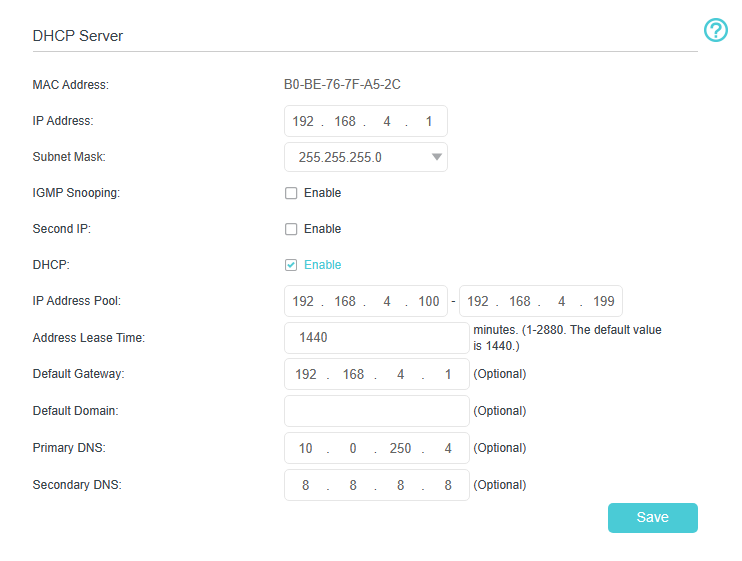 DHCP Server
?
MAC Address: B0-BE-76-7F-A5-2C
IP Address: 192 . 168 . 4 . 1
Subnet Mask: 255.255.255.0
IGMP Snooping: Enable
Second IP: Enable
DHCP: Enable
IP Address Pool: 192 . 168 . 4 . 100 - 192 . 168 . 4 . 199
Address Lease Time: 1440 minutes. (1-2880. The default value
is 1440.)
Default Gateway: 192 . 168 . 4 . 1 (Optional)
Default Domain: (Optional)
Primary DNS: 10 . 0 . 250 . 4 (Optional)
Secondary DNS: 8 . 8 . 8 . 8 (Optional)
Save